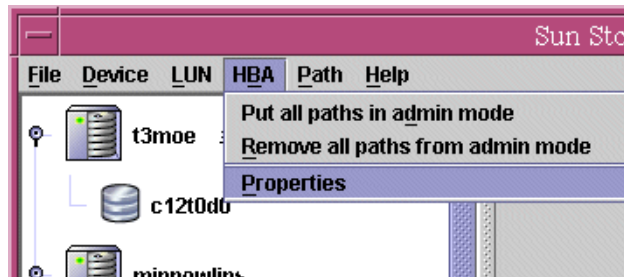 Sun Sto
File Device LUN HBA Path Help
Put all paths in admin mode
t3moe
Remove all paths from admin mode
Properties
c12t0d0